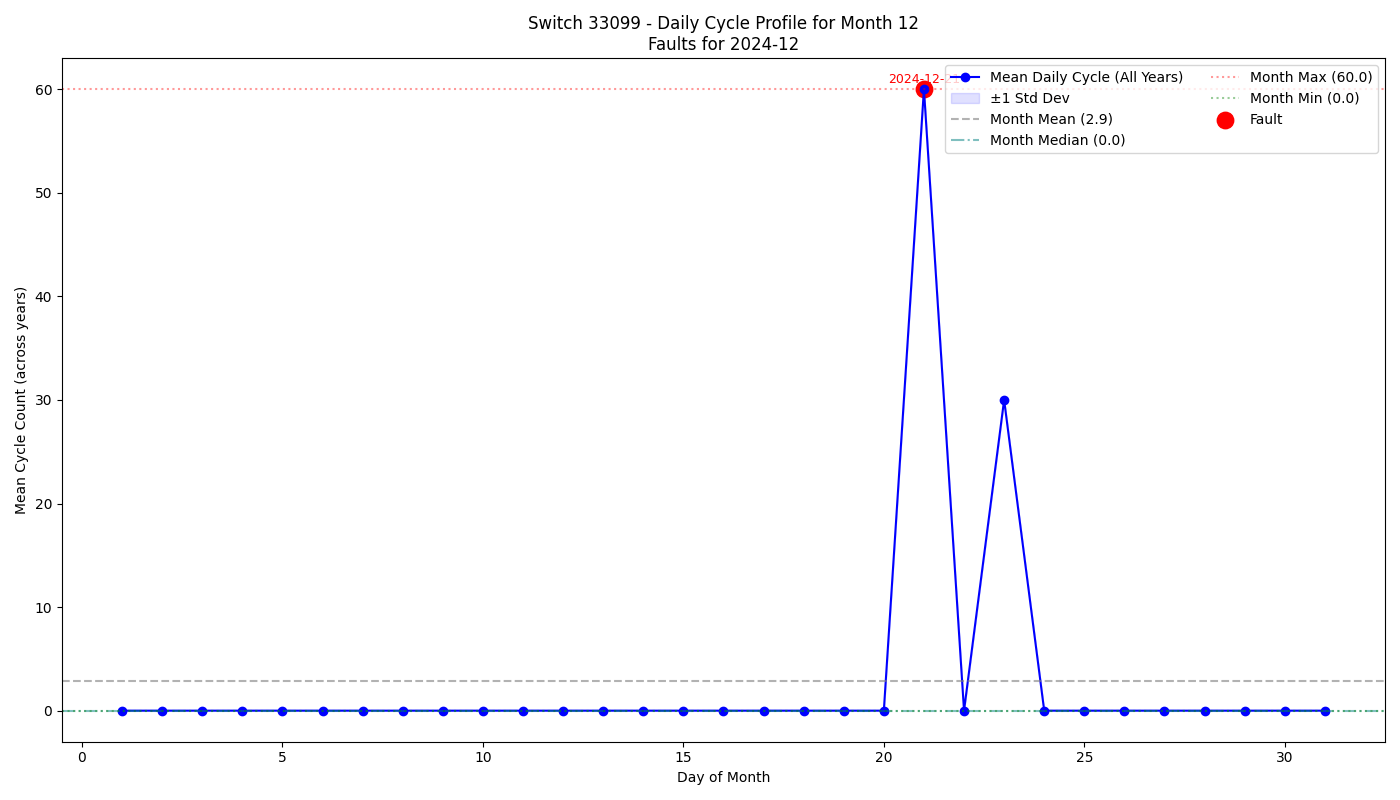 Switch 33099 - Daily Cycle Profile for Month 12
Faults for 2024-12
2024-12-
Mean Daily Cycle (All Years)
±1 Std Dev
Month Mean (2.9)
Month Median (0.0)
Month Max (60.0)
Month Min (0.0)
Fault
Mean Cycle Count (across years)
60
50
40
30
20
10
0
0 5 10 15 20 25 30
Day of Month